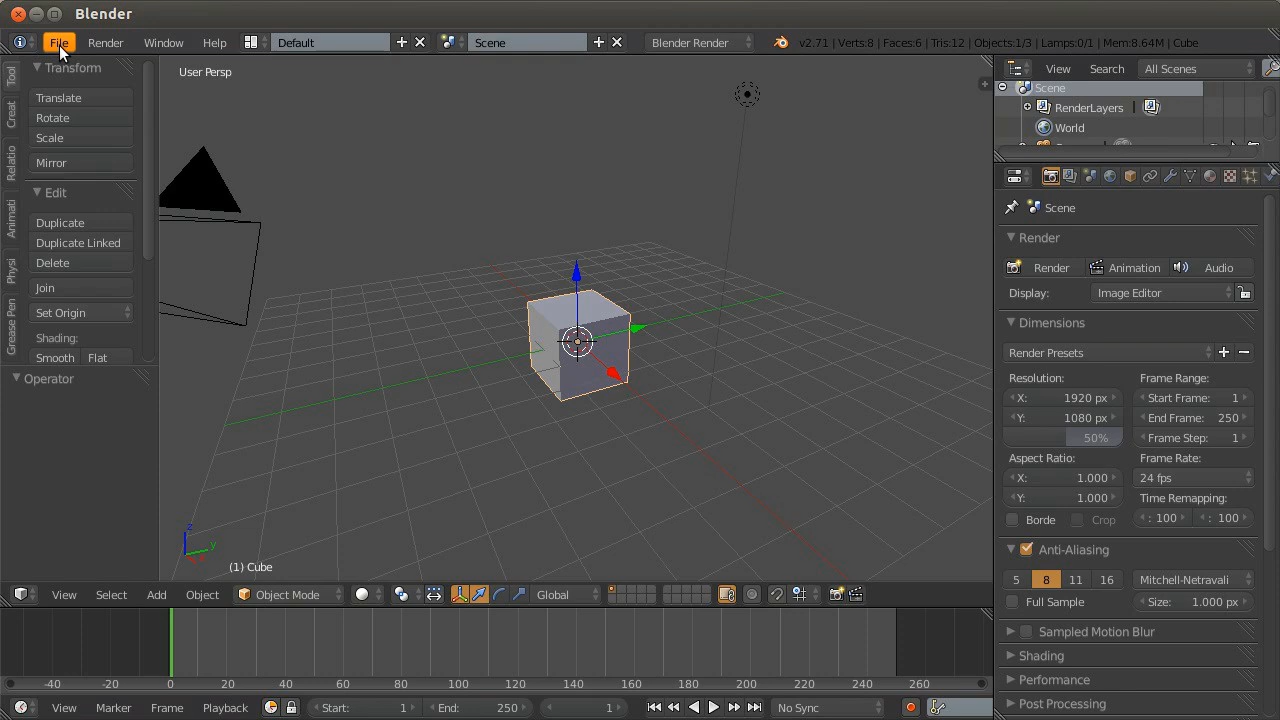 Blender
File Render Window Help Default Scene Blender Render v2.71 | Verts:8 | Faces:6 | Tris:12 | Objects:1/3 | Lamps:0/1 | Mem:8.64M | Cube
Tool
Creat
Relatio
Animati
Physi
Grease Pen
Transform
Translate
Rotate
Scale
Mirror
Edit
Duplicate
Duplicate Linked
Delete
Join
Set Origin
Shading:
Smooth Flat
Operator
User Persp
z
y
(1) Cube
View Select Add Object Object Mode Global
-40 -20 0 20 40 60 80 100 120 140 160 180 200 220 240 260
View Marker Frame Playback Start: 1 End: 250 1 No Sync
View Search All Scenes
Scene
RenderLayers |
World
Scene
Render
Render Animation Audio
Display: Image Editor
Dimensions
Render Presets
Resolution: Frame Range:
X: 1920 px Start Frame: 1
Y: 1080 px End Frame: 250
50% Frame Step: 1
Aspect Ratio: Frame Rate:
X: 1.000 24 fps
Y: 1.000 Time Remapping:
Borde Crop : 100 : 100
Anti-Aliasing
5 8 11 16 Mitchell-Netravali
Full Sample Size: 1.000 px
Sampled Motion Blur
Shading
Performance
Post Processing